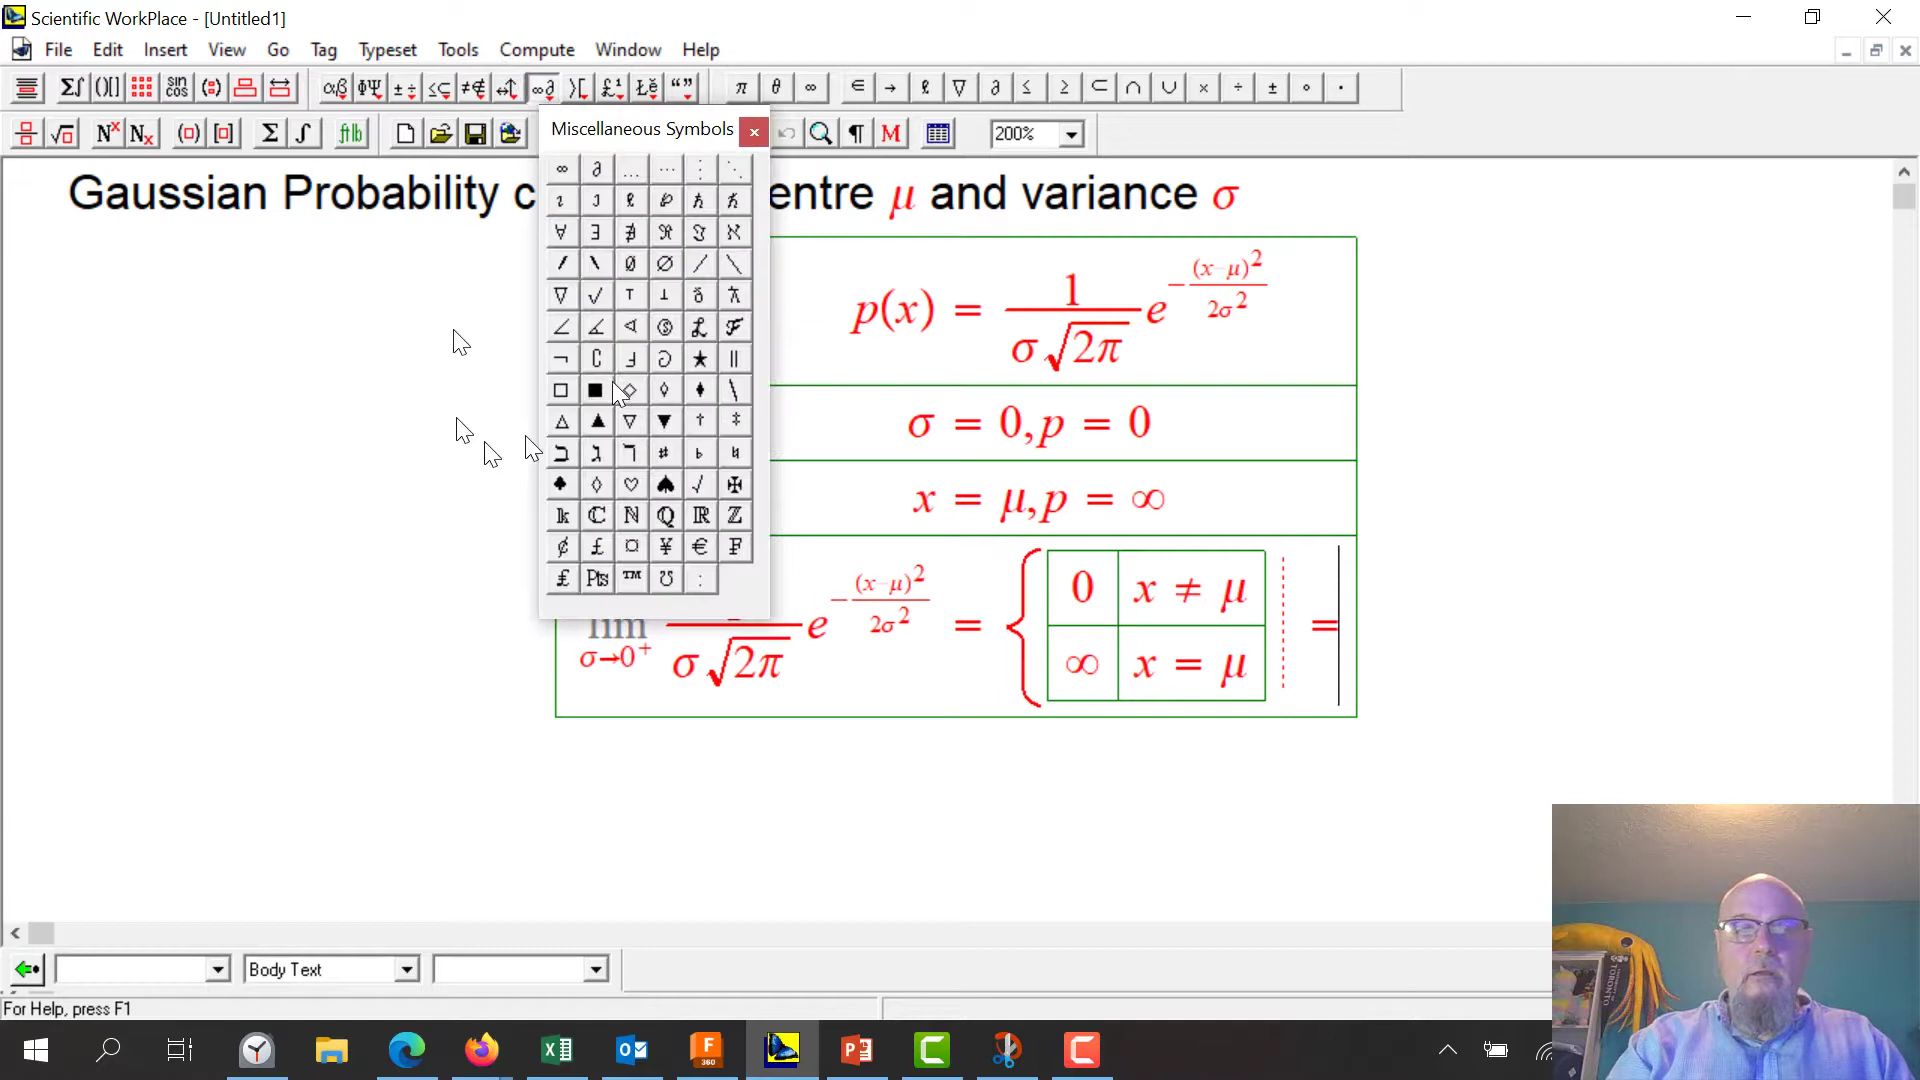 Scientific WorkPlace - [Untitled1]
File Edit Insert View Go Tag Typeset Tools Compute Window Help
200%
Miscellaneous Symbols
Gaussian Probability c entre μ and variance σ
p(x) = 1/(σ√2π) e^{-(x-μ)²/2σ²}
σ = 0, p = 0
x = μ, p = ∞
lim σ→0⁺ 1/(σ√2π) e^{-(x-μ)²/2σ²} = { 0 x ≠ μ
∞ x = μ =
Body Text
For Help, press F1
TORONTO